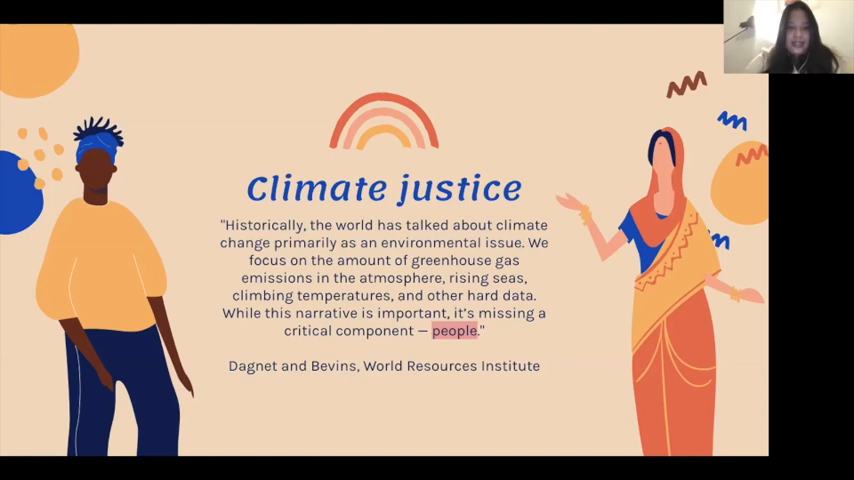 Climate justice
"Historically, the world has talked about climate
change primarily as an environmental issue. We
focus on the amount of greenhouse gas
emissions in the atmosphere, rising seas,
climbing temperatures, and other hard data.
While this narrative is important, it's missing a
critical component — people."
Dagnet and Bevins, World Resources Institute